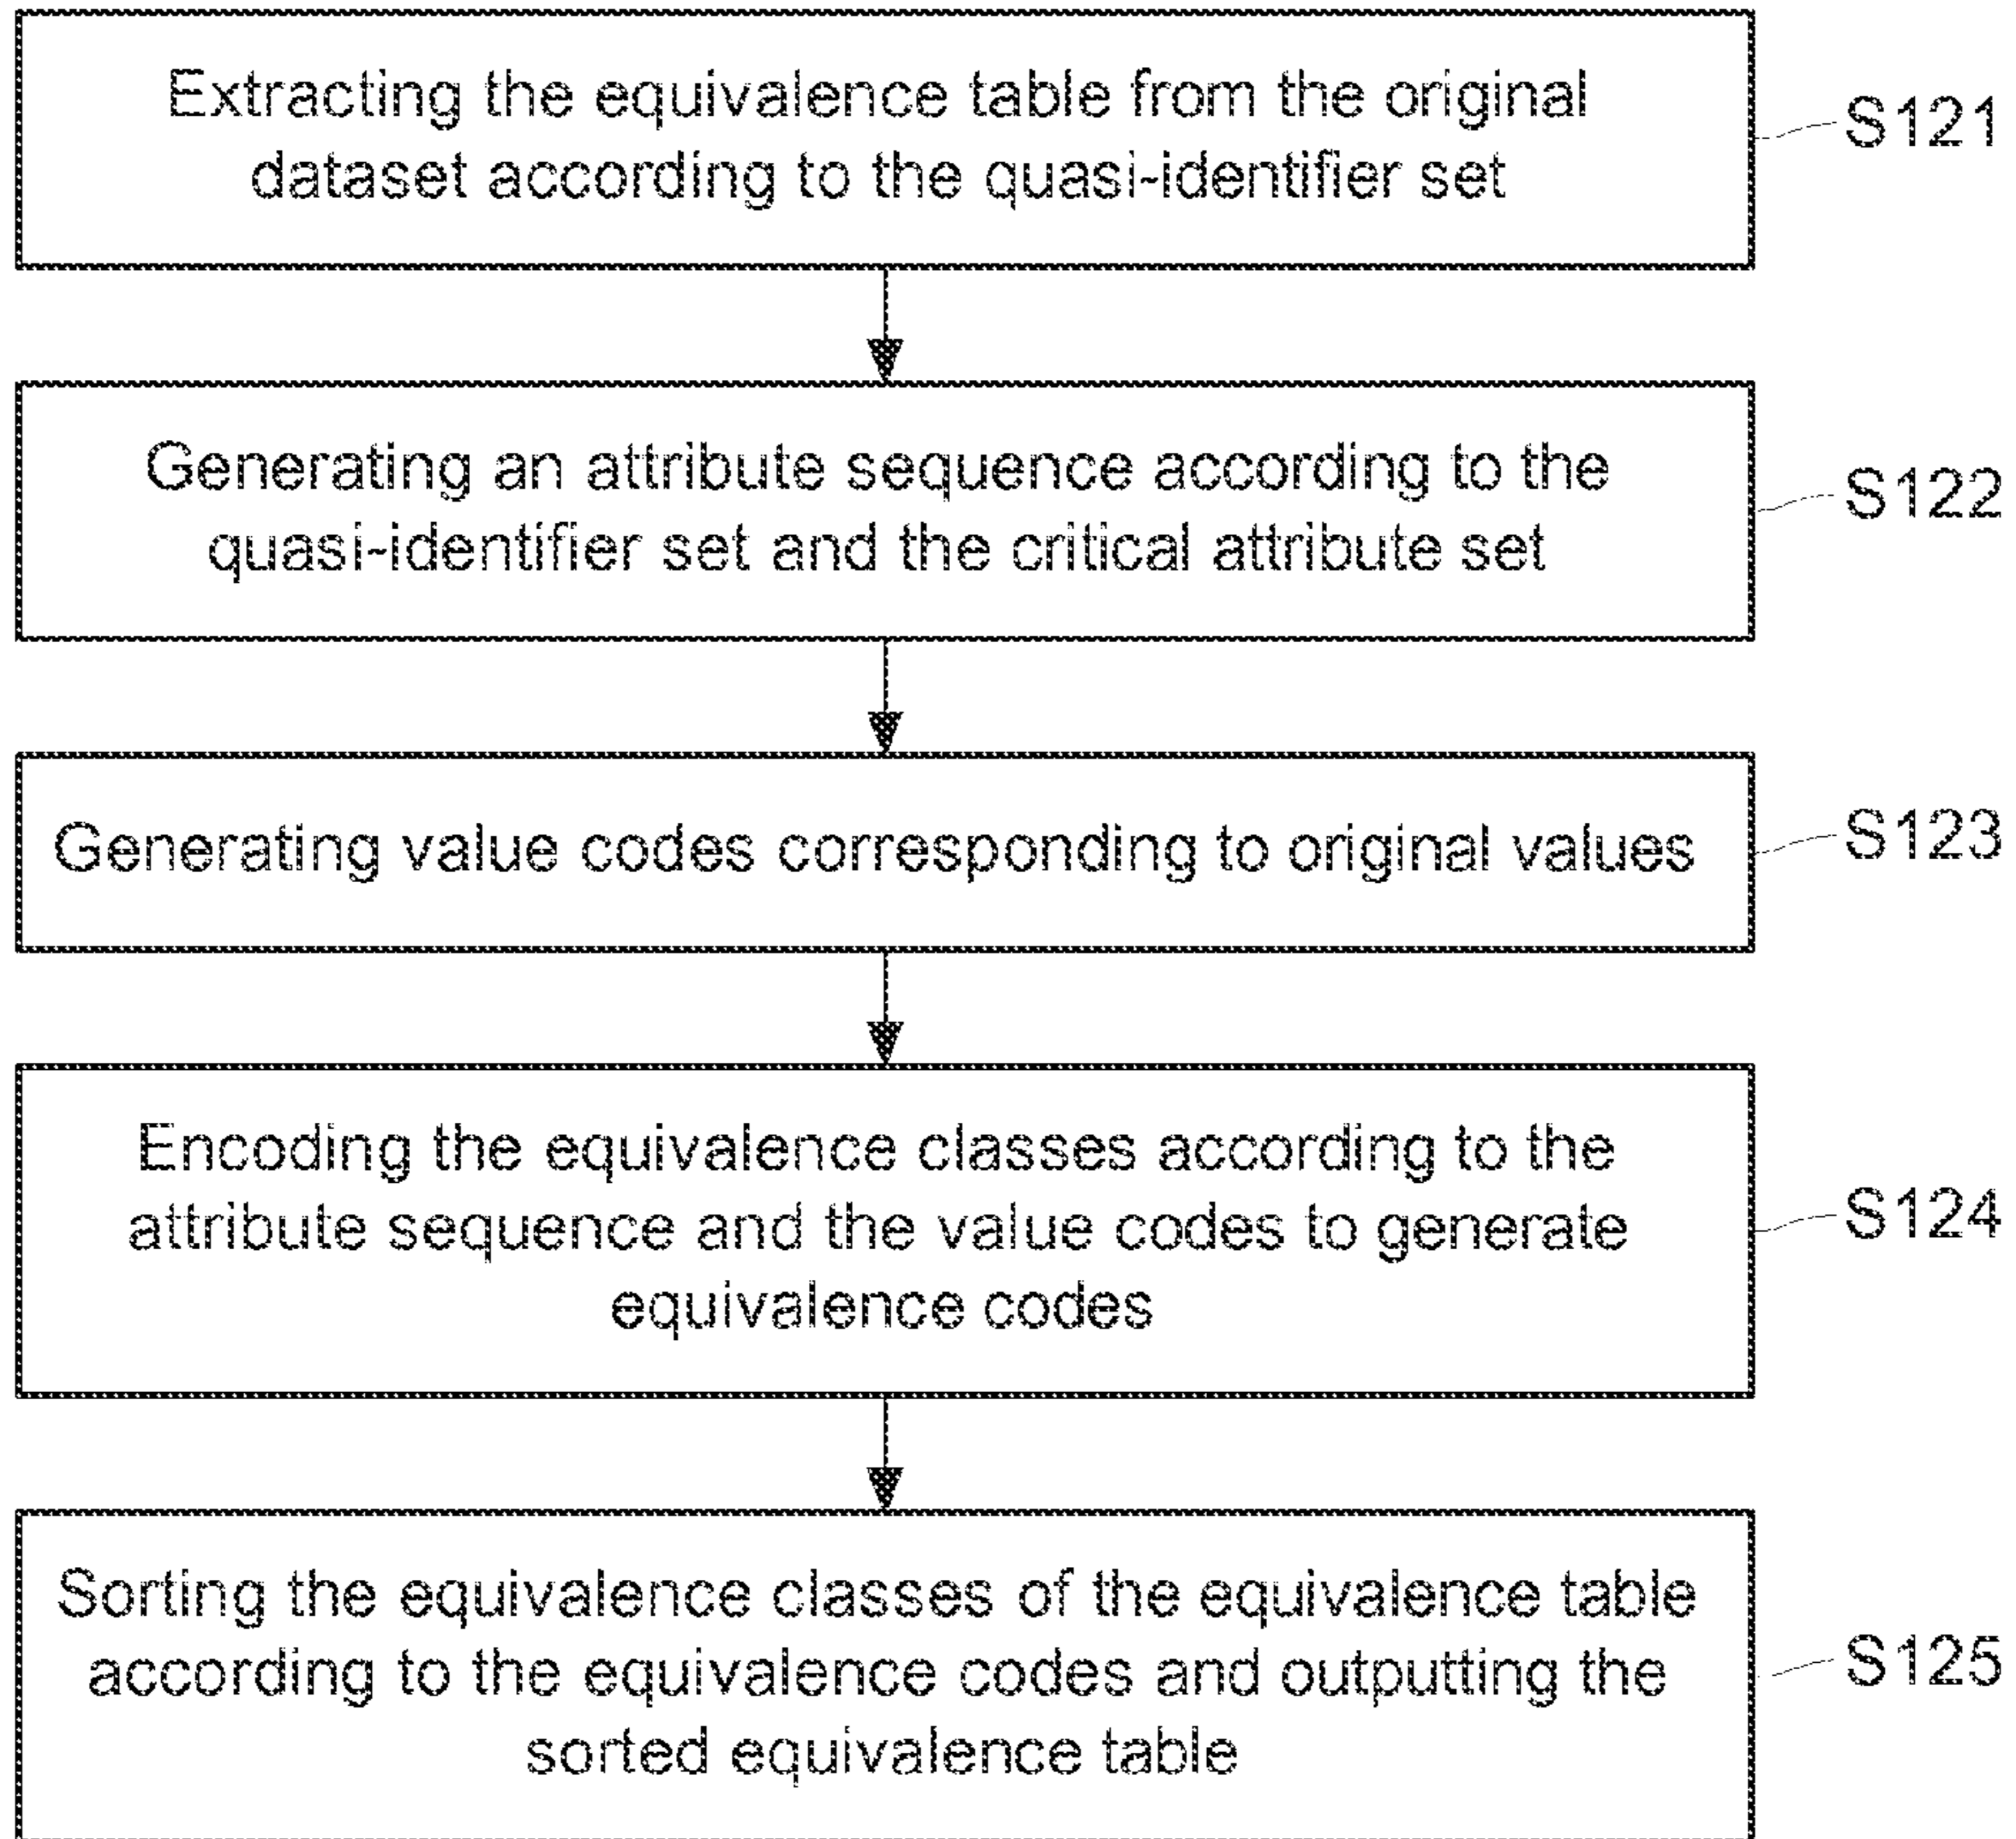 Extracting the equivalence table from the original
dataset according to the quasi-identifier set
S121
Generating an attribute sequence according to the
quasi-identifier set and the critical attribute set
S122
Generating value codes corresponding to original values
S123
Encoding the equivalence classes according to the
attribute sequence and the value codes to generate
equivalence codes
S124
Sorting the equivalence classes of the equivalence table
according to the equivalence codes and outputting the
sorted equivalence table
S125